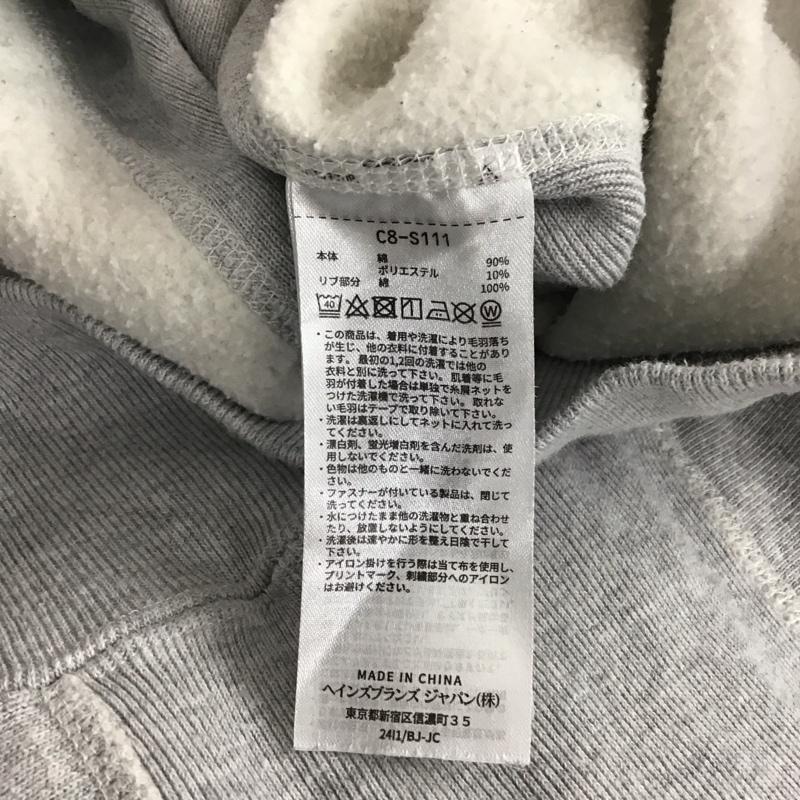 C8-S111
本体 綿 90%
ポリエステル 10%
リブ部分 綿 100%
40 W
・この商品は、着用や洗濯により毛羽落ち
が生じ、他の衣料に付着することがあり
ます。 最初の1,2回の洗濯では他の
衣料と別に洗って下さい。 肌着等に毛
羽が付着した場合は単独で糸屑ネットを
つけた洗濯機で洗って下さい。 取れな
い毛羽はテープで取り除いて下さい。
・洗濯は裏返しにしてネットに入れて洗っ
てください。
・漂白剤、蛍光増白剤を含んだ洗剤は、使
用しないでください。
・色物は他のものと一緒に洗わないでくだ
さい。
・ファスナーが付いている製品は、閉じて
洗ってください。
・水につけたまま他の洗濯物と重ね合わせ
たり、放置しないようにしてください。
・洗濯後は速やかに形を整え日陰で干して
下さい。
・アイロン掛けを行う際は当て布を使用し、
プリントマーク、刺繍部分へのアイロン
はお避けください。
MADE IN CHINA
ヘインズブランズ ジャパン(株)
東京都新宿区信濃町35
24I1/BJ-JC